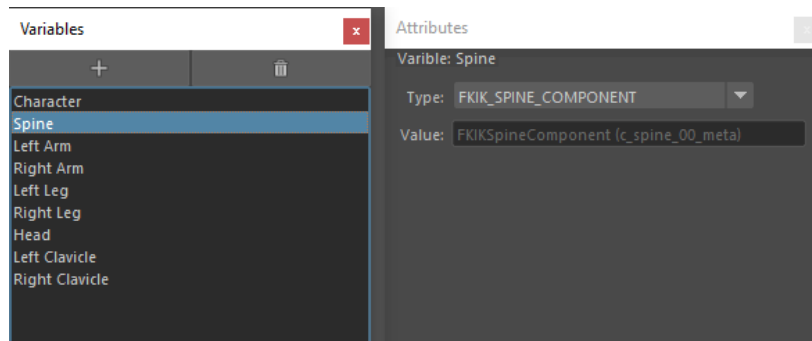 Variables
x
+
Character
Spine
Left Arm
Right Arm
Left Leg
Right Leg
Head
Left Clavicle
Right Clavicle
Attributes
x
Varible: Spine
Type: FKIK_SPINE_COMPONENT
Value: FKIKSpineComponent (c_spine_00_meta)